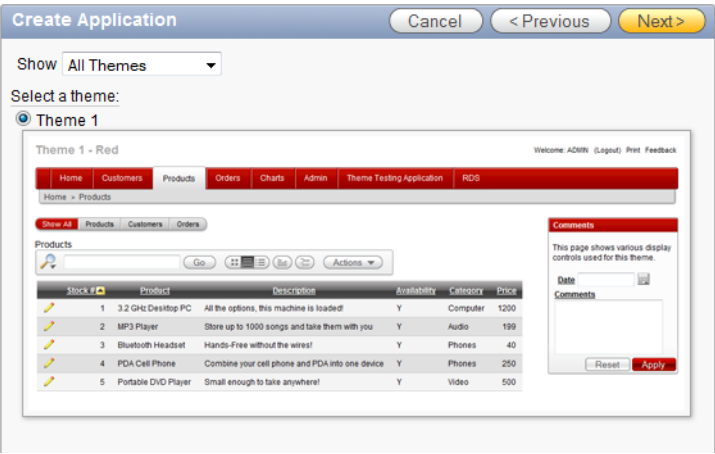 Create Application
Cancel
< Previous
Next >
Show All Themes
Select a theme:
Theme 1
Theme 1 - Red
Welcome: ADMIN (Logout) Print Feedback
Home Customers Products Orders Charts Admin Theme Testing Application RDS
Home > Products
Show All Products Customers Orders
Products
Go
Actions
Stock # Product Description Availability Category Price
1 3.2 GHz Desktop PC All the options, this machine is loaded! Y Computer 1200
2 MP3 Player Store up to 1000 songs and take them with you Y Audio 199
3 Bluetooth Headset Hands-Free without the wires! Y Phones 40
4 PDA Cell Phone Combine your cell phone and PDA into one device Y Phones 250
5 Portable DVD Player Small enough to take anywhere! Y Video 500
Comments
This page shows various display
controls used for this theme.
Date
Comments
Reset Apply